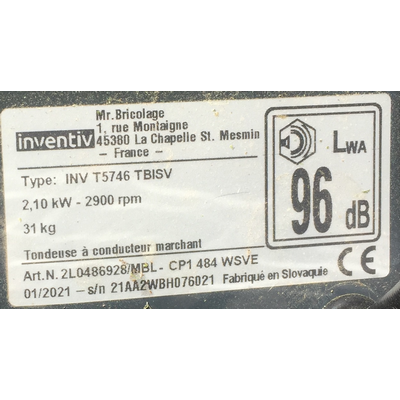 Mr.Bricolage
1, rue Montaigne
inventiv 45380 La Chapelle St. Mesmin
- France -
Type: INV T5746 TBISV
2,10 kW - 2900 rpm
31 kg
Tondeuse à conducteur marchant
Art.N. 2L0486928/MBL - CP1 484 WSVE
01/2021 - s/n 21AA2WBH076021 Fabriqué en Slovaquie
LWA
96 dB
CE